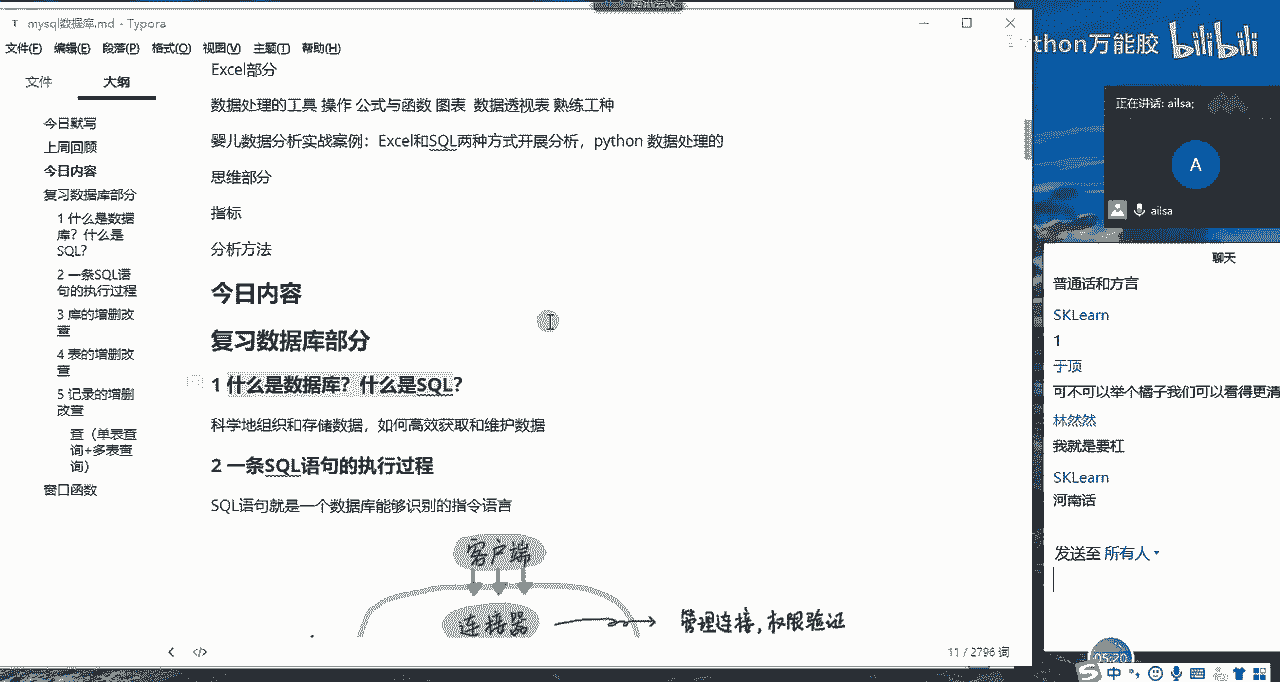 mysql数据库.md - Typora
文件(F) 编辑(E) 段落(P) 格式(O) 视图(V) 主题(T) 帮助(H)
文件 大纲
今日默写
上周回顾
今日内容
复习数据库部分
1 什么是数据
库？什么是
SQL?
2 一条SQL语
句的执行过程
3 库的增删改
查
4 表的增删改
查
5 记录的增删
改查
查（单表查
询+多表查
询）
窗口函数
Excel部分
数据处理的工具 操作 公式与函数 图表 数据透视表 熟练工种
婴儿数据分析实战案例：Excel和SQL两种方式开展分析，python 数据处理的
思维部分
指标
分析方法
今日内容
复习数据库部分
1 什么是数据库？什么是SQL?
科学地组织和存储数据，如何高效获取和维护数据
2 一条SQL语句的执行过程
SQL语句就是一个数据库能够识别的指令语言
客户端
连接器
管理连接，权限验证
11 / 2796 词
thon万能胶 bilibili
正在讲话: ailsa;
A
ailsa
聊天
普通话和方言
SKLearn
1
于顶
可不可以举个橘子我们可以看得更清
林然然
我就是要杠
SKLearn
河南话
发送至 所有人
05:20
中